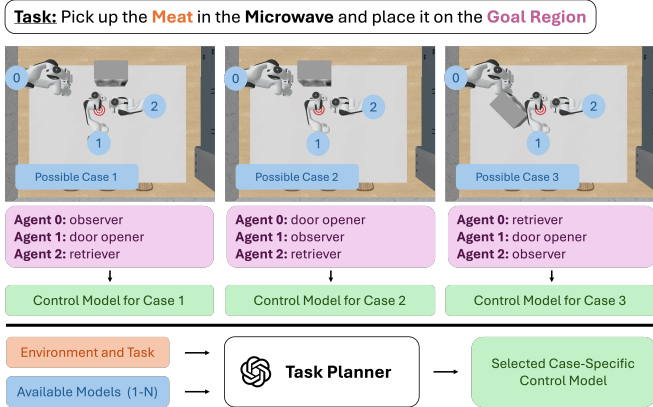 Task: Pick up the Meat in the Microwave and place it on the Goal Region
0
2
1
Possible Case 1
0
2
1
Possible Case 2
0
2
1
Possible Case 3
Agent 0: observer
Agent 1: door opener
Agent 2: retriever
Agent 0: door opener
Agent 1: observer
Agent 2: retriever
Agent 0: retriever
Agent 1: door opener
Agent 2: observer
Control Model for Case 1
Control Model for Case 2
Control Model for Case 3
Environment and Task
Available Models (1-N)
Task Planner
Selected Case-Specific
Control Model